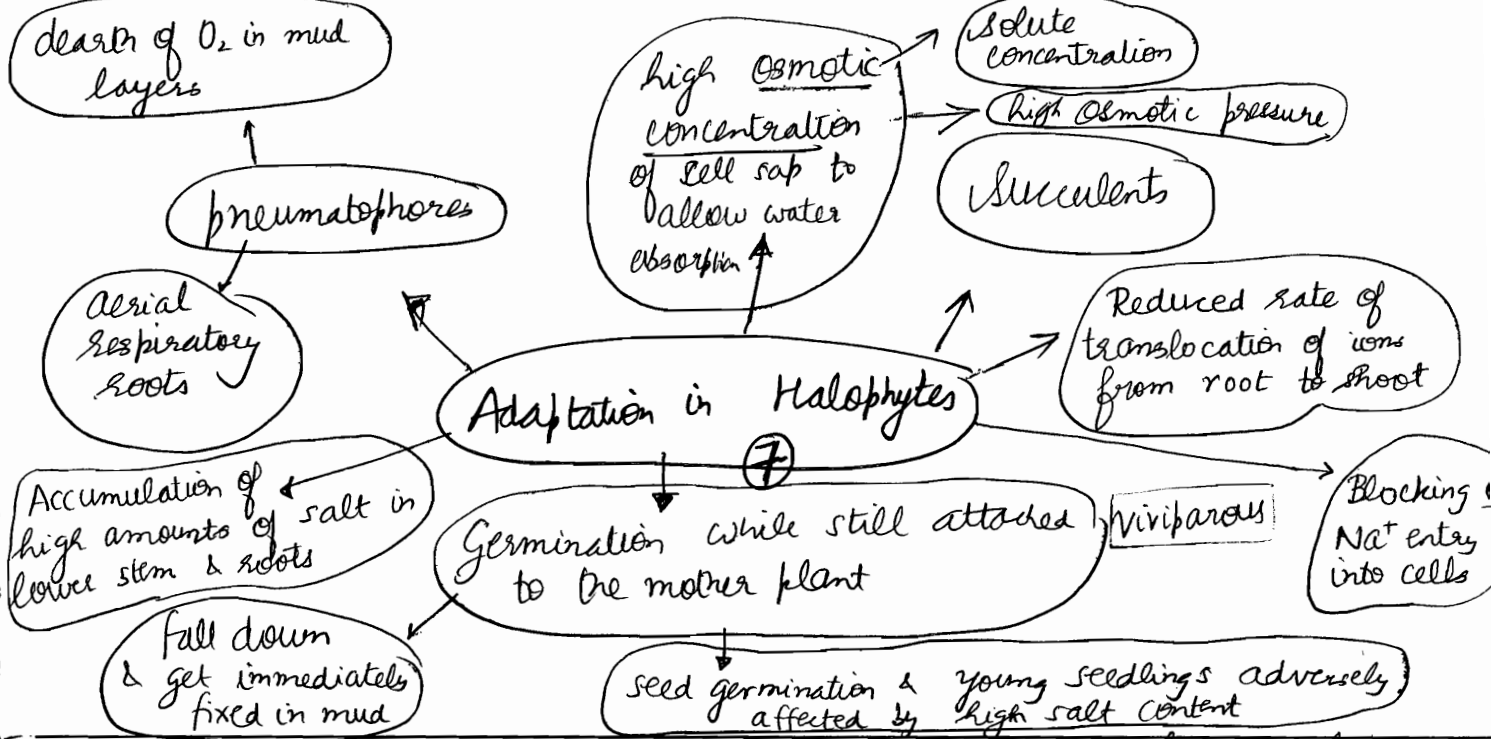 dearth of O₂ in mud
layers
pneumatophores
aerial
respiratory
roots
high osmotic
concentration
of cell sap to
allow water
absorption
solute
concentration
high osmotic pressure
Succulents
Reduced rate of
translocation of ions
from root to shoot
Adaptation in Halophytes
7
Accumulation of
high amounts of salt in
lower stem & roots
Germination while still attached
to the mother plant
viviparous
Blocking
Na⁺ entry
into cells
fall down
& get immediately
fixed in mud
seed germination & young seedlings adversely
affected by high salt content